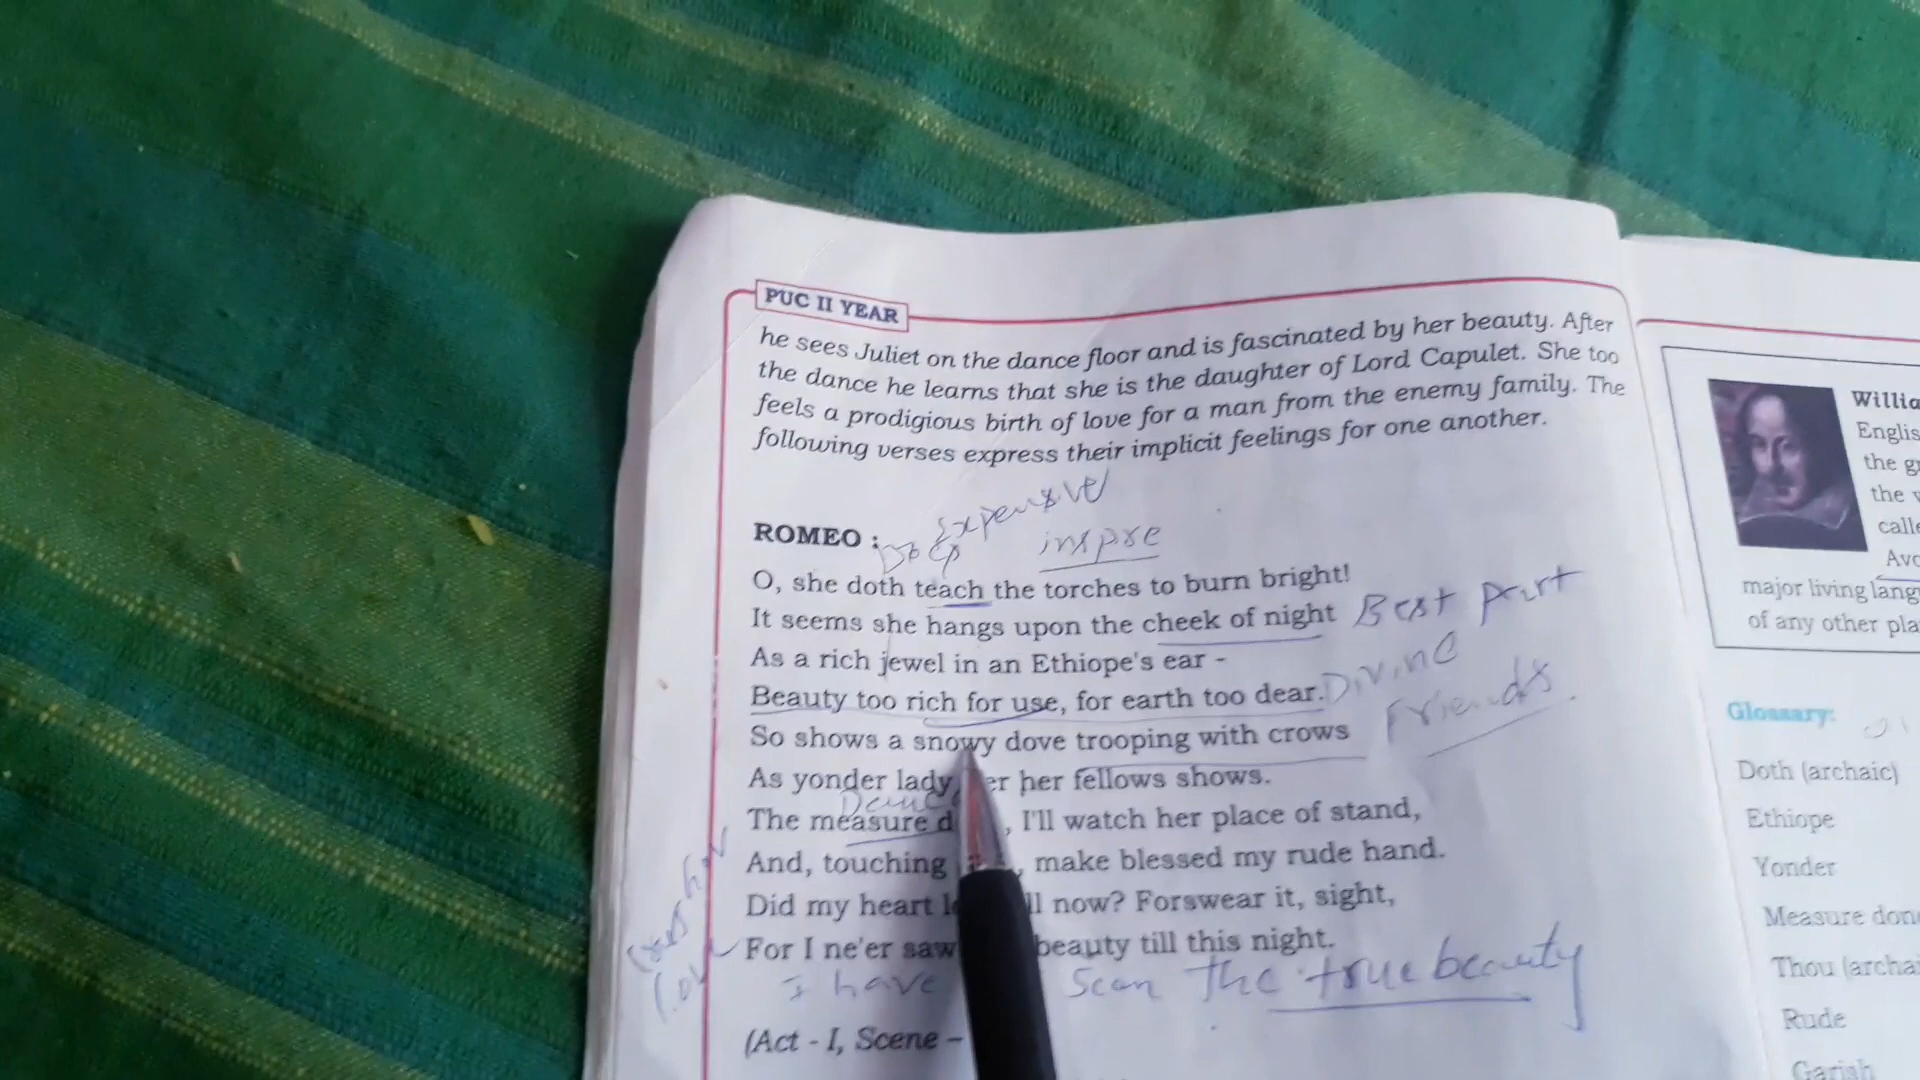 PUC II YEAR
he sees Juliet on the dance floor and is fascinated by her beauty. After
the dance he learns that she is the daughter of Lord Capulet. She too
feels a prodigious birth of love for a man from the enemy family. The
following verses express their implicit feelings for one another.
Expensive
ROMEO :
Does
O, she doth teach the torches to burn bright!
It seems she hangs upon the cheek of night Best part
As a rich jewel in an Ethiope's ear -
Beauty too rich for use, for earth too dear. Divine
So shows a snowy dove trooping with crows Friends
As yonder lady her fellows shows.
The measure I'll watch her place of stand,
And, touching make blessed my rude hand.
Did my heart now? Forswear it, sight,
For I ne'er saw beauty till this night.
I have seen the true beauty
(Act - I, Scene -
Willia
Englis
the g
the
calle
Avo
major living lang
of any other pla
Glossary:
Doth (archaic)
Ethiope
Yonder
Measure done
Thou (archa
Rude
Garish